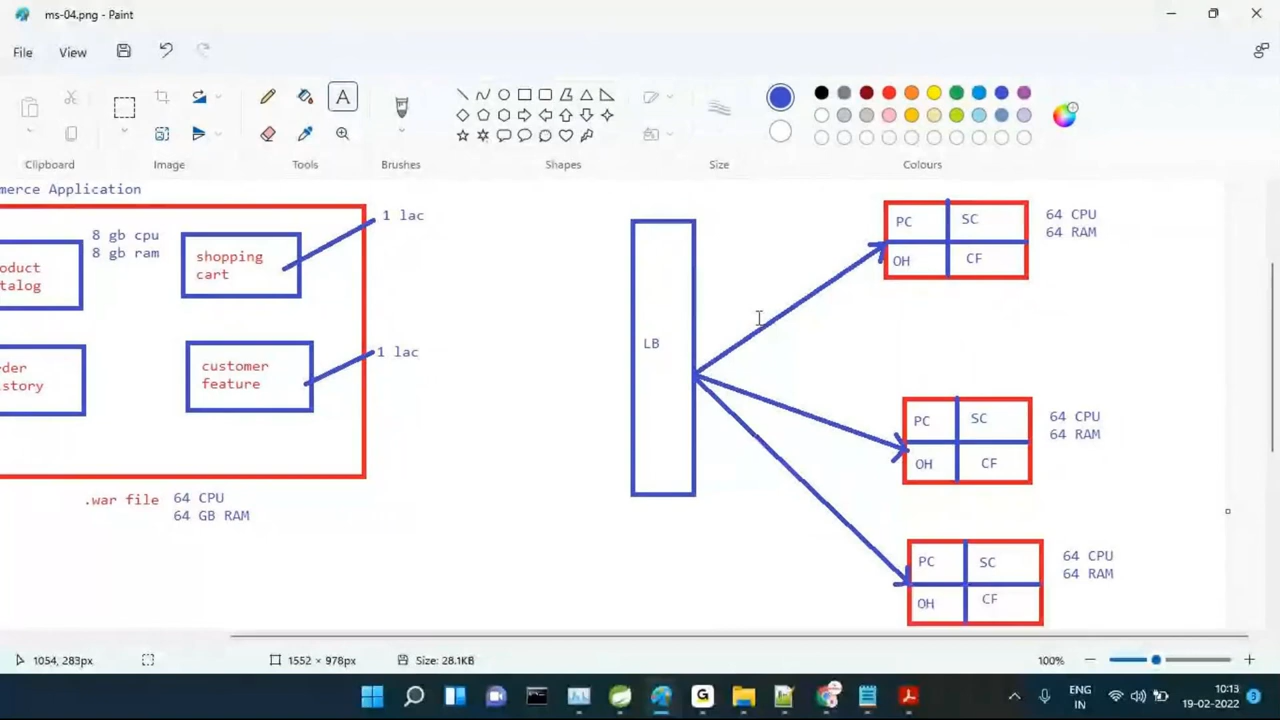 ms-04.png - Paint
File View
Clipboard
Image
Tools
Brushes
Shapes
Size
Colours
merce Application
8 gb cpu
8 gb ram
oduct
talog
shopping
cart
1 lac
rder
story
customer
feature
1 lac
.war file
64 CPU
64 GB RAM
LB
PC SC
OH CF
64 CPU
64 RAM
PC SC
OH CF
64 CPU
64 RAM
PC SC
OH CF
64 CPU
64 RAM
1054, 283px
1552 × 978px
Size: 28.1KB
100%
ENG
IN
10:13
19-02-2022
3